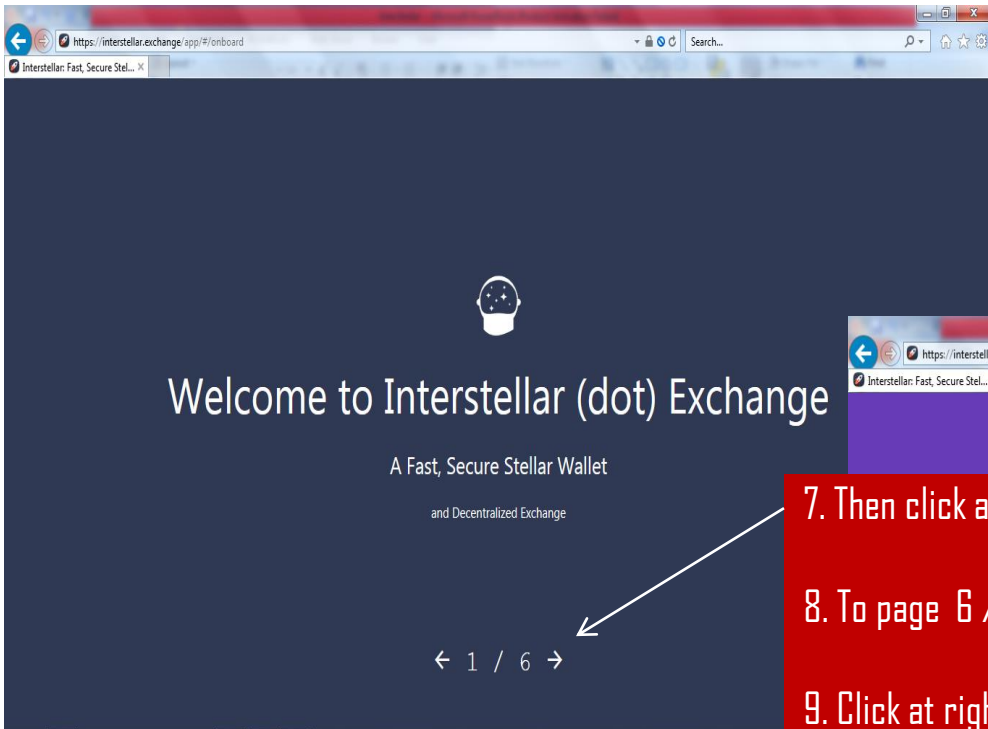 https://interstellar.exchange/app/#/onboard
Search...
Interstellar: Fast, Secure Stel...
https://interstell
Interstellar: Fast, Secure Stel...
Welcome to Interstellar (dot) Exchange
A Fast, Secure Stellar Wallet
and Decentralized Exchange
7. Then click a
8. To page 6 /
9. Click at righ
← 1 / 6 →